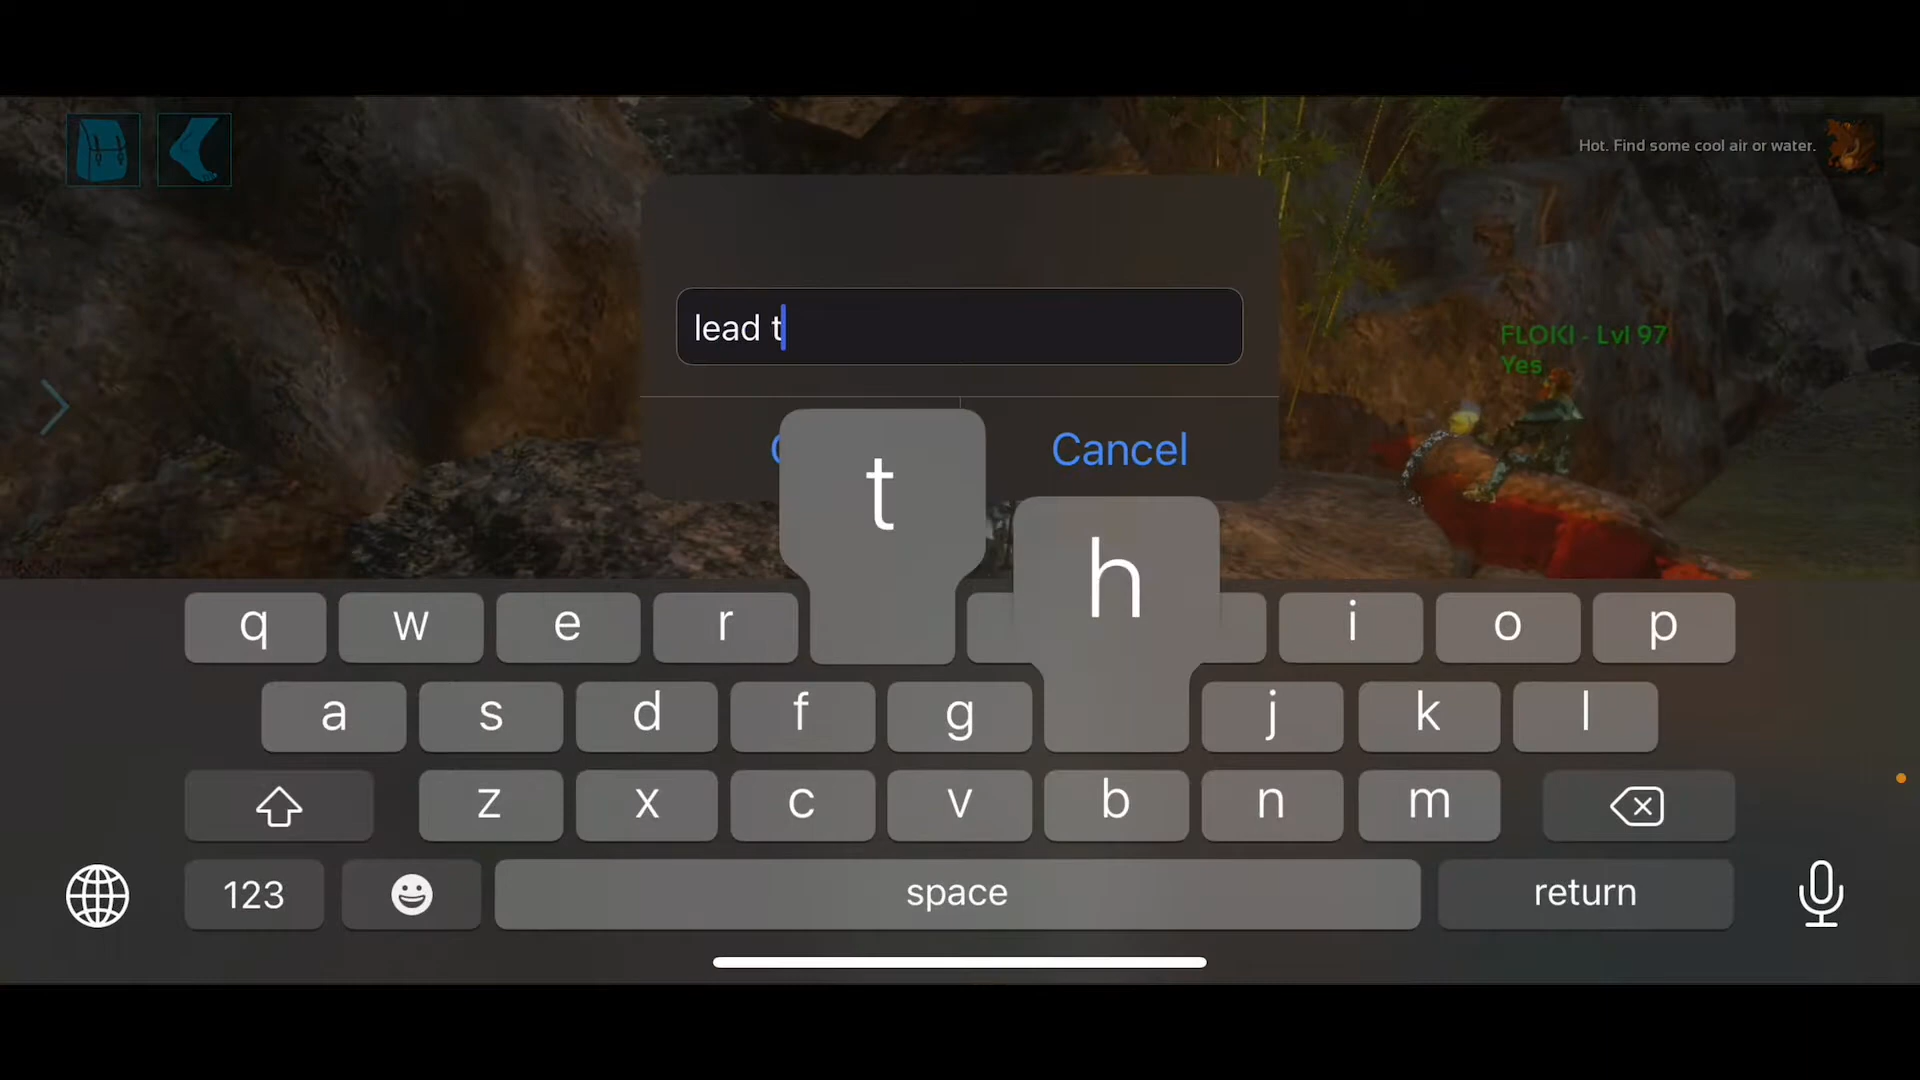 Hot. Find some cool air or water.
lead t
FLOKI - Lvl 97
Yes
Cancel
t
h
q w e r i o p
a s d f g j k l
z x c v b n m
123 space return